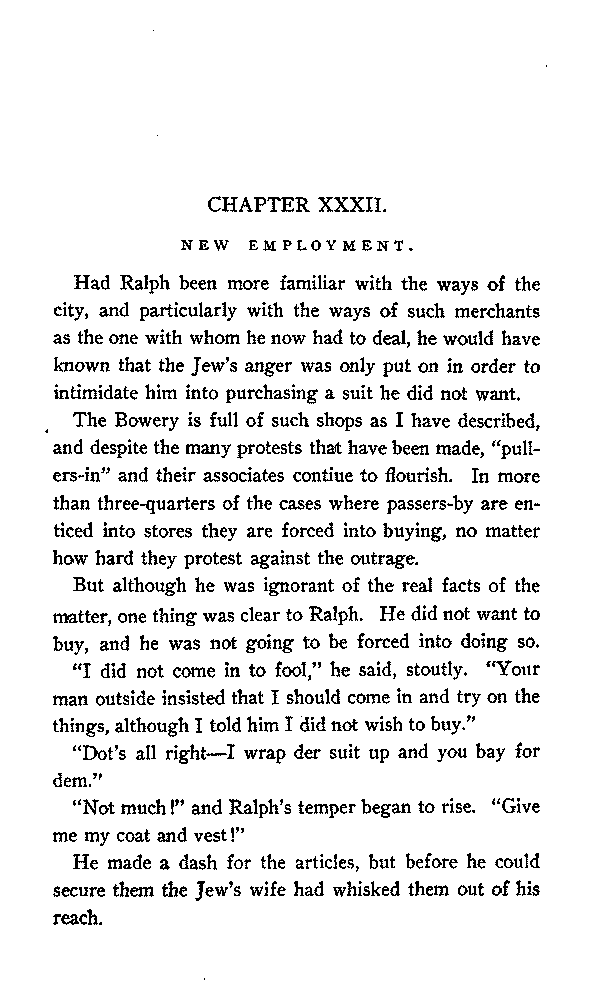 CHAPTER XXXII.
NEW EMPLOYMENT.
Had Ralph been more familiar with the ways of the
city, and particularly with the ways of such merchants
as the one with whom he now had to deal, he would have
known that the Jew's anger was only put on in order to
intimidate him into purchasing a suit he did not want.
The Bowery is full of such shops as I have described,
and despite the many protests that have been made, "pull-
ers-in" and their associates contiue to flourish. In more
than three-quarters of the cases where passers-by are en-
ticed into stores they are forced into buying, no matter
how hard they protest against the outrage.
But although he was ignorant of the real facts of the
matter, one thing was clear to Ralph. He did not want to
buy, and he was not going to be forced into doing so.
"I did not come in to fool," he said, stoutly. "Your
man outside insisted that I should come in and try on the
things, although I told him I did not wish to buy."
"Dot's all right—I wrap der suit up and you bay for
dem."
"Not much!" and Ralph's temper began to rise. "Give
me my coat and vest!"
He made a dash for the articles, but before he could
secure them the Jew's wife had whisked them out of his
reach.